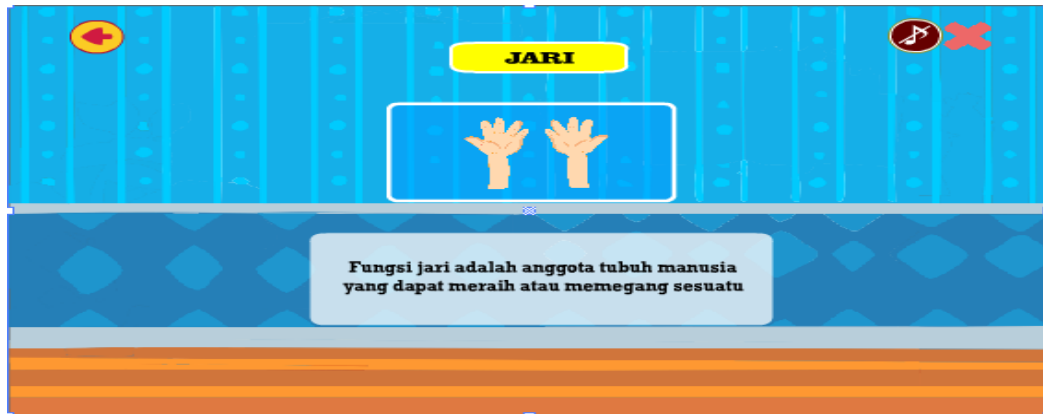 JARI
Fungsi jari adalah anggota tubuh manusia
yang dapat meraih atau memegang sesuatu